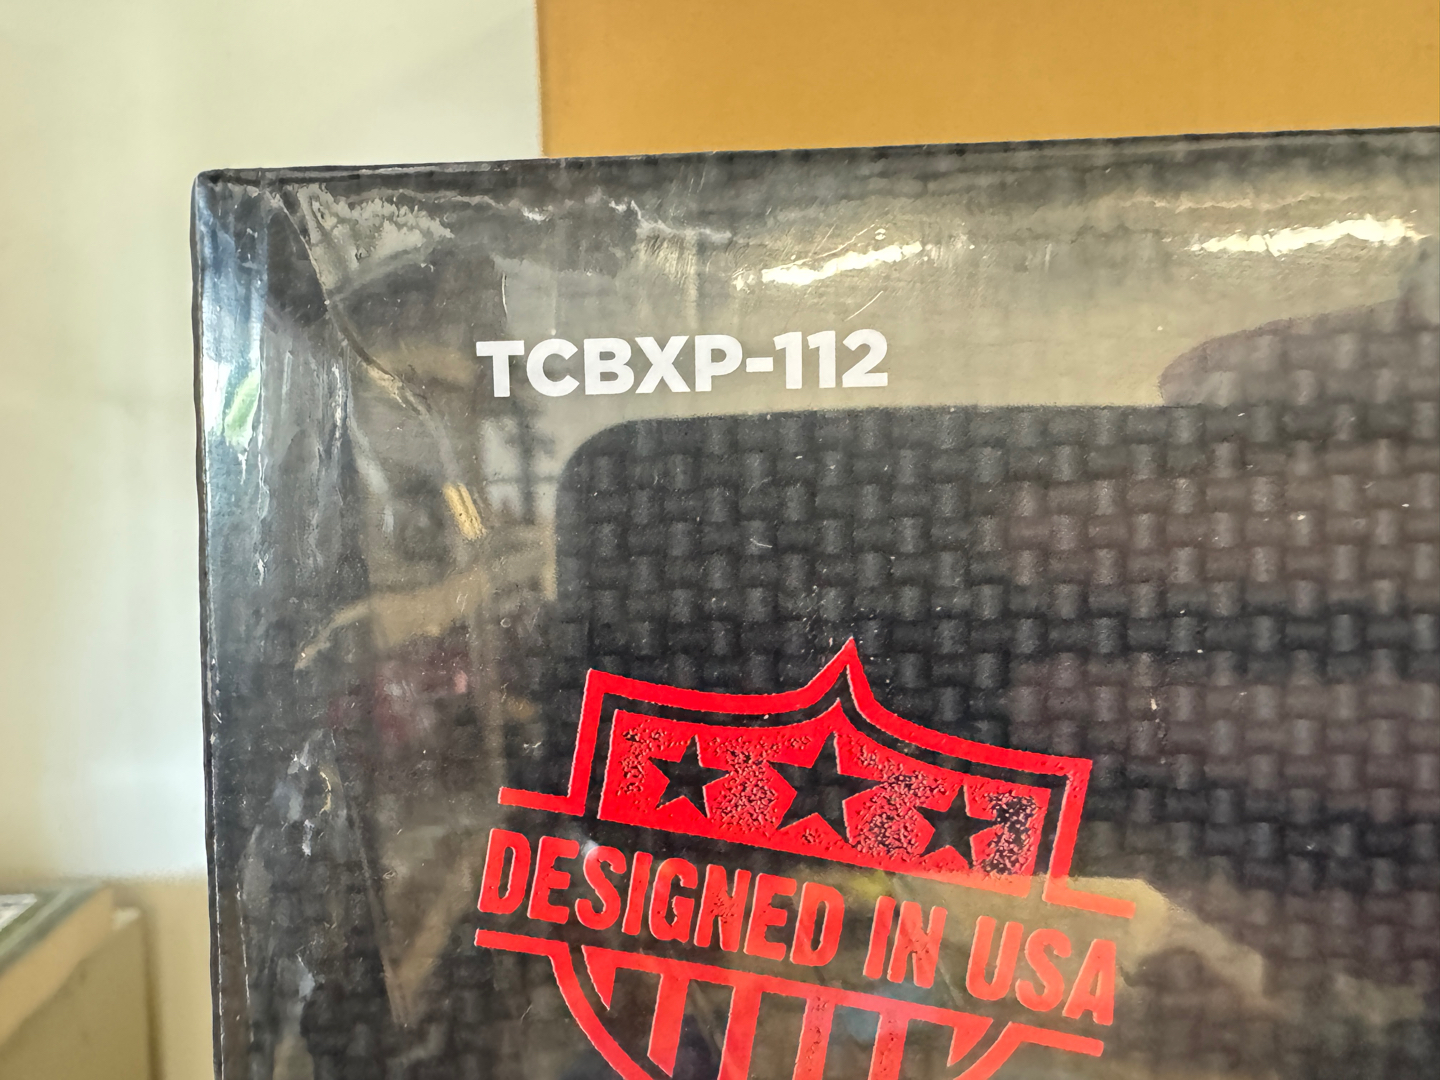 TCBXP-112
DESIGNED IN USA